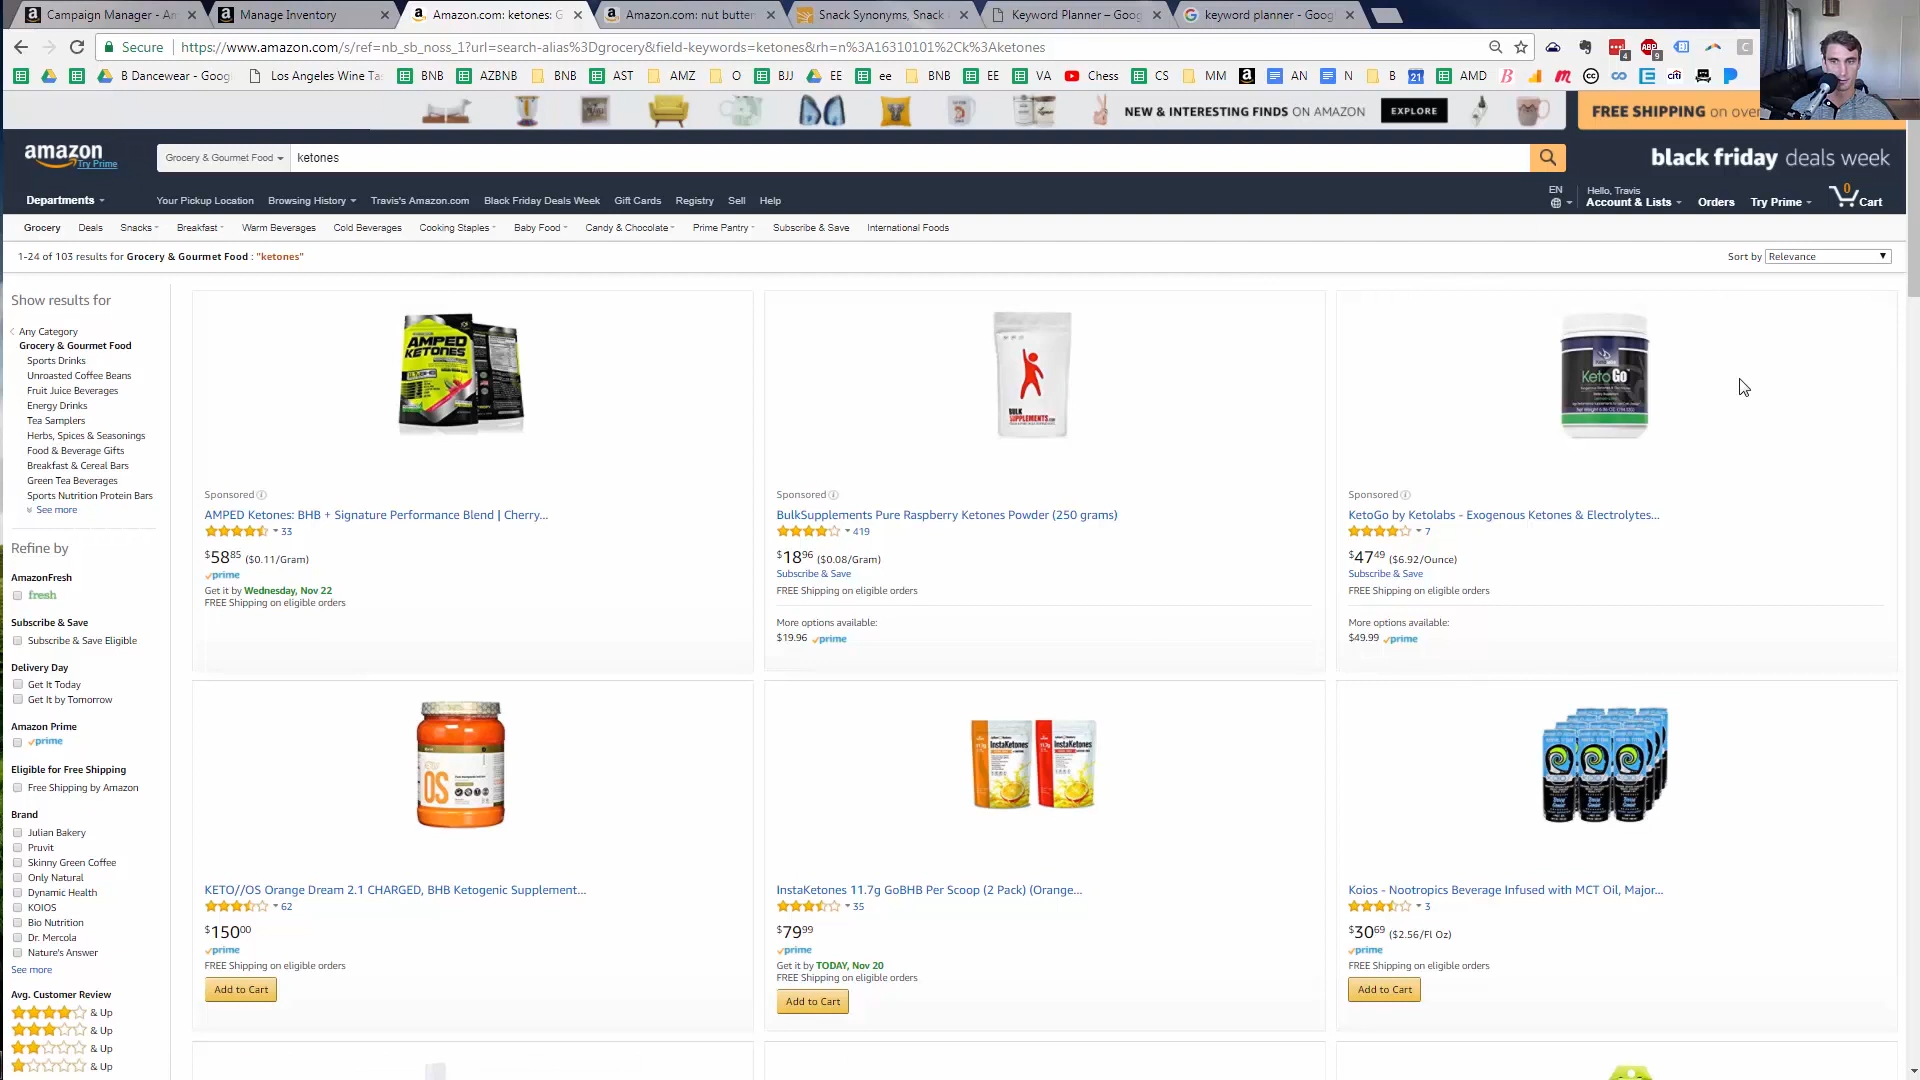 Campaign Manager - Am
Manage Inventory
Amazon.com: ketones: G
Amazon.com: nut butter
Snack Synonyms, Snack
Keyword Planner – Goog
keyword planner - Googl
Secure
https://www.amazon.com/s/ref=nb_sb_noss_1?url=search-alias%3Dgrocery&field-keywords=ketones&rh=n%3A16310101%2Ck%3Aketones
B Dancewear - Goog
Los Angeles Wine Ta
BNB
AZBNB
BNB
AST
AMZ
O
BJJ
EE
ee
BNB
EE
VA
Chess
CS
MM
AN
N
B
AMD
NEW & INTERESTING FINDS ON AMAZON
EXPLORE
FREE SHIPPING on over
amazon
Try Prime
Grocery & Gourmet Food
ketones
black friday deals week
Departments
Your Pickup Location
Browsing History
Travis's Amazon.com
Black Friday Deals Week
Gift Cards
Registry
Sell
Help
EN
Hello, Travis
Account & Lists
Orders
Try Prime
0
Cart
Grocery
Deals
Snacks
Breakfast
Warm Beverages
Cold Beverages
Cooking Staples
Baby Food
Candy & Chocolate
Prime Pantry
Subscribe & Save
International Foods
1-24 of 103 results for Grocery & Gourmet Food : "ketones"
Sort by Relevance
Show results for
Any Category
Grocery & Gourmet Food
Sports Drinks
Unroasted Coffee Beans
Fruit Juice Beverages
Energy Drinks
Tea Samplers
Herbs, Spices & Seasonings
Food & Beverage Gifts
Breakfast & Cereal Bars
Green Tea Beverages
Sports Nutrition Protein Bars
See more
Refine by
AmazonFresh
fresh
Subscribe & Save
Subscribe & Save Eligible
Delivery Day
Get It Today
Get It by Tomorrow
Amazon Prime
prime
Eligible for Free Shipping
Free Shipping by Amazon
Brand
Julian Bakery
Pruvit
Skinny Green Coffee
Only Natural
Dynamic Health
KOIOS
Bio Nutrition
Dr. Mercola
Nature's Answer
See more
Avg. Customer Review
& Up
& Up
& Up
& Up
AMPED
KETONES
Sponsored
AMPED Ketones: BHB + Signature Performance Blend | Cherry...
33
$58 85 ($0.11/Gram)
prime
Get it by Wednesday, Nov 22
FREE Shipping on eligible orders
BULK
SUPPLEMENTS.COM
Sponsored
BulkSupplements Pure Raspberry Ketones Powder (250 grams)
419
$18 96 ($0.08/Gram)
Subscribe & Save
FREE Shipping on eligible orders
More options available:
$19.96 prime
KetoGo
Sponsored
KetoGo by Ketolabs - Exogenous Ketones & Electrolytes...
7
$47 49 ($6.92/Ounce)
Subscribe & Save
FREE Shipping on eligible orders
More options available:
$49.99 prime
OS
KETO//OS Orange Dream 2.1 CHARGED, BHB Ketogenic Supplement...
62
$150 00
prime
FREE Shipping on eligible orders
Add to Cart
InstaKetones
InstaKetones
InstaKetones 11.7g GoBHB Per Scoop (2 Pack) (Orange...
35
$79 99
prime
Get it by TODAY, Nov 20
FREE Shipping on eligible orders
Add to Cart
Koios - Nootropics Beverage Infused with MCT Oil, Major...
3
$30 69 ($2.56/Fl Oz)
prime
FREE Shipping on eligible orders
Add to Cart